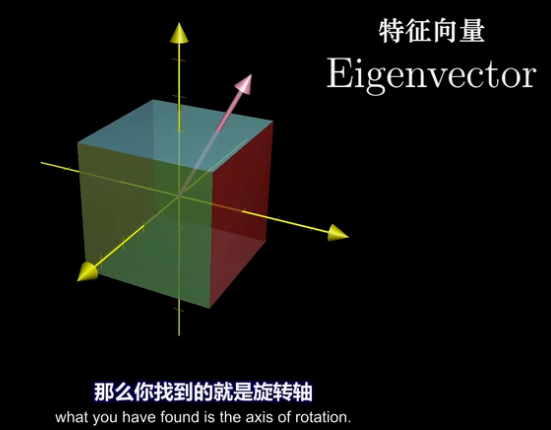 特征向量
Eigenvector
那么你找到的就是旋转轴
what you have found is the axis of rotation.